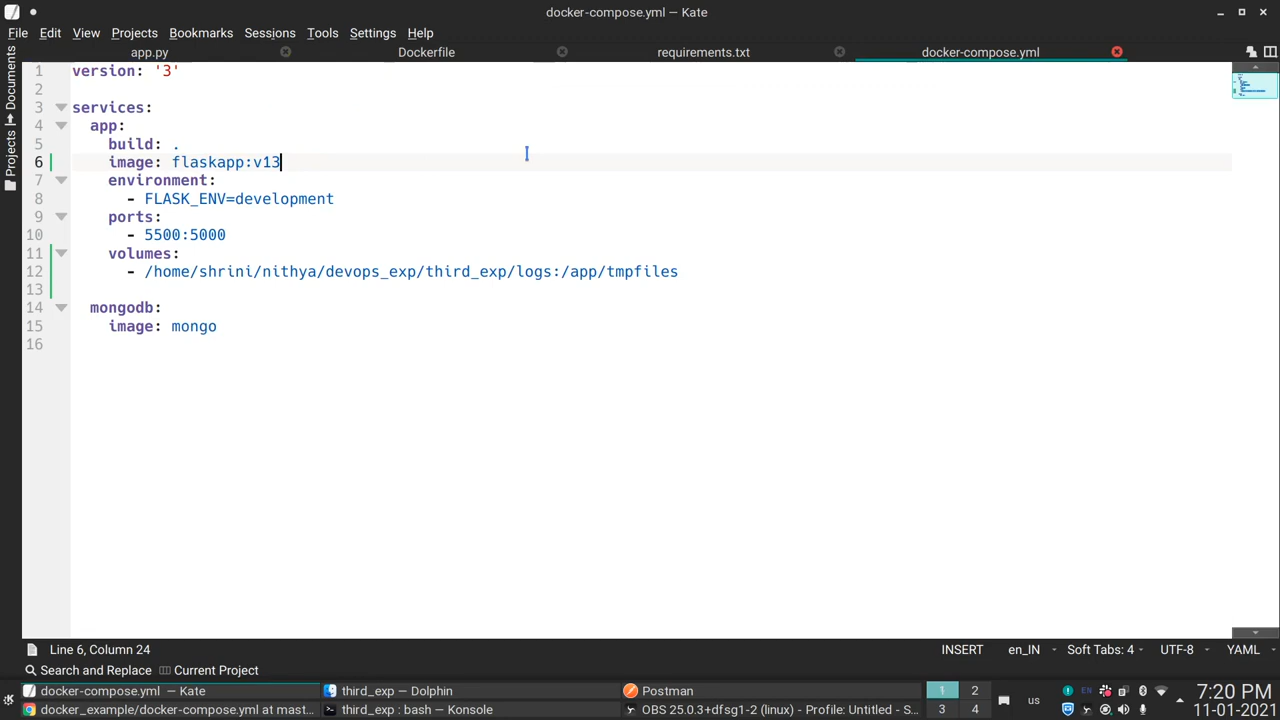 docker-compose.yml — Kate
File Edit View Projects Bookmarks Sessions Tools Settings Help
app.py Dockerfile requirements.txt docker-compose.yml
Documents
Projects
1 version: '3'
2
3 services:
4 app:
5 build: .
6 image: flaskapp:v13
7 environment:
8 - FLASK_ENV=development
9 ports:
10 - 5500:5000
11 volumes:
12 - /home/shrini/nithya/devops_exp/third_exp/logs:/app/tmpfiles
13
14 mongodb:
15 image: mongo
16
Line 6, Column 24 INSERT en_IN Soft Tabs: 4 UTF-8 YAML
Search and Replace Current Project
docker-compose.yml — Kate third_exp — Dolphin Postman 1 2 us EN 7:20 PM
docker_example/docker-compose.yml at mast... third_exp : bash — Konsole OBS 25.0.3+dfsg1-2 (linux) - Profile: Untitled - S... 3 4 11-01-2021